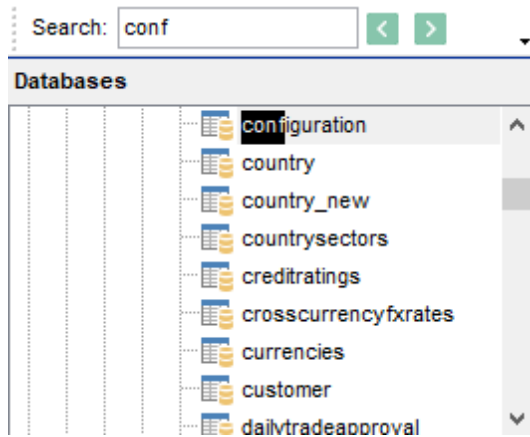 Search: conf
Databases
configuration
country
country_new
countrysectors
creditratings
crosscurrencyfxrates
currencies
customer
dailytradeapproval